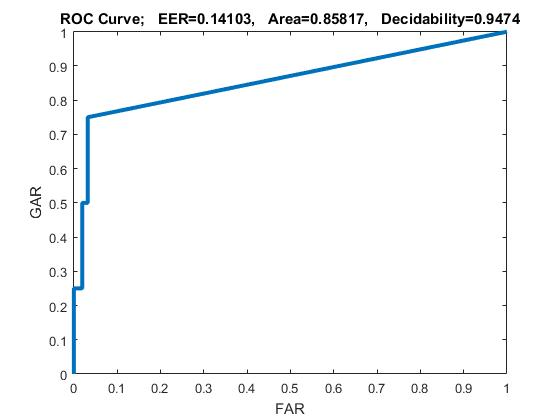 ROC Curve;   EER=0.14103,   Area=0.85817,   Decidability=0.9474
1
0.9
0.8
0.7
0.6
0.5
0.4
0.3
0.2
0.1
0
GAR
0 0.1 0.2 0.3 0.4 0.5 0.6 0.7 0.8 0.9 1
FAR